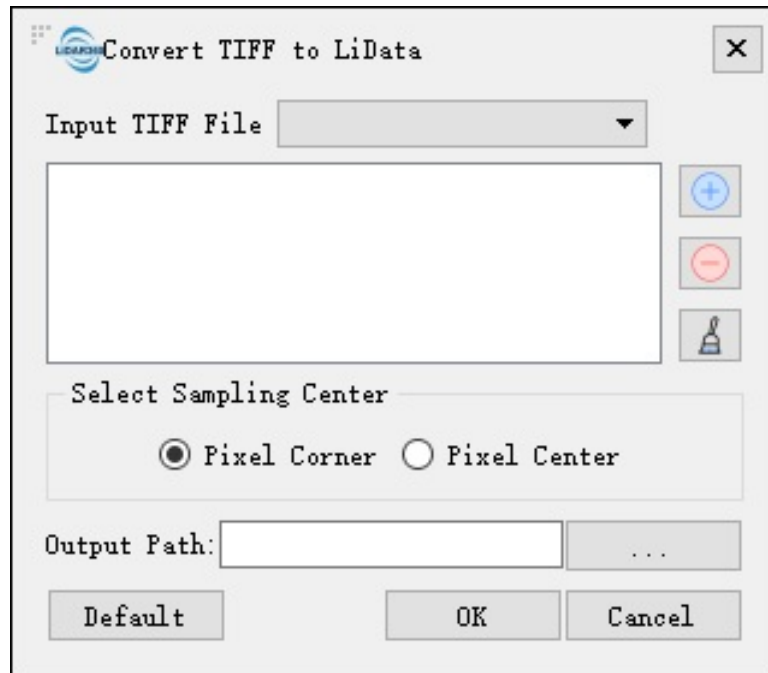 Convert TIFF to LiData
Input TIFF File
Select Sampling Center
Pixel Corner Pixel Center
Output Path: ...
Default OK Cancel